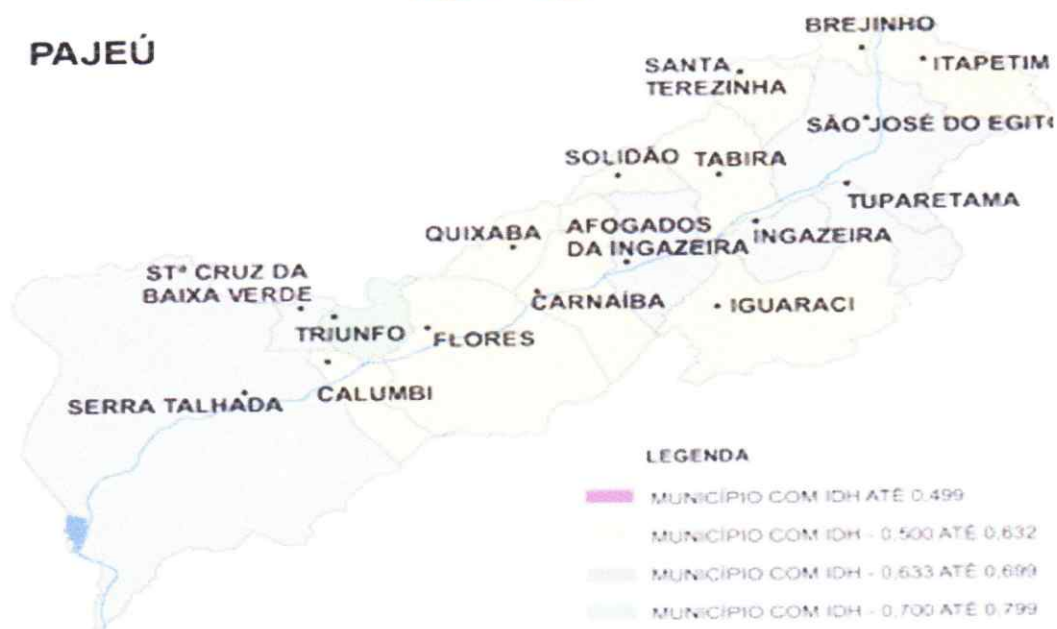 PAJEÚ
BREJINHO
ITAPETIM
SANTA
TEREZINHA
SÃO JOSÉ DO EGIT
SOLIDÃO
TABIRA
TUPARETAMA
QUIXABA
AFOGADOS
DA INGAZEIRA
INGAZEIRA
STª CRUZ DA
BAIXA VERDE
CARNAÍBA
IGUARACI
TRIUNFO
FLORES
SERRA TALHADA
CALUMBI
LEGENDA
MUNICÍPIO COM IDH ATÉ 0,499
MUNICÍPIO COM IDH - 0,500 ATÉ 0,632
MUNICÍPIO COM IDH - 0,633 ATÉ 0,699
MUNICÍPIO COM IDH - 0,700 ATÉ 0,799